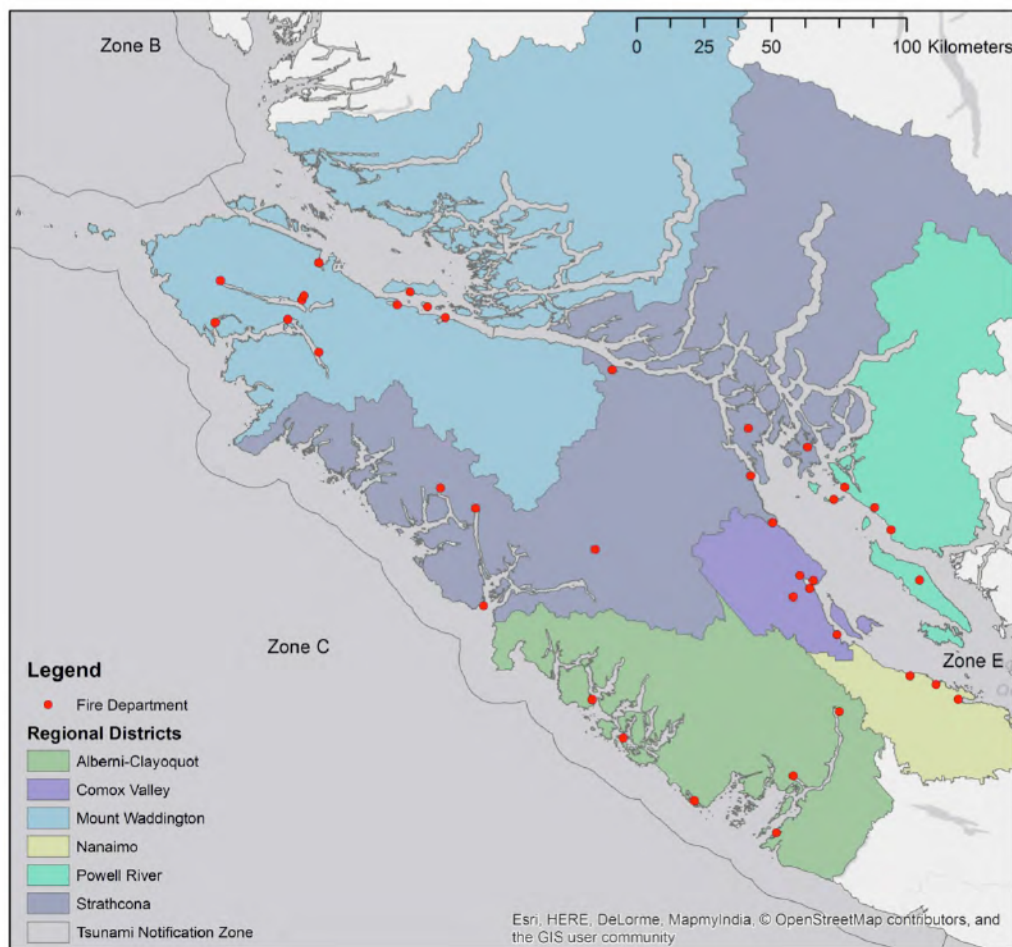 Zone B
0 25 50 100 Kilometers
Zone C
Zone E
Legend
Fire Department
Regional Districts
Alberni-Clayoquot
Comox Valley
Mount Waddington
Nanaimo
Powell River
Strathcona
Tsunami Notification Zone
Esri, HERE, DeLorme, MapmyIndia, © OpenStreetMap contributors, and
the GIS user community